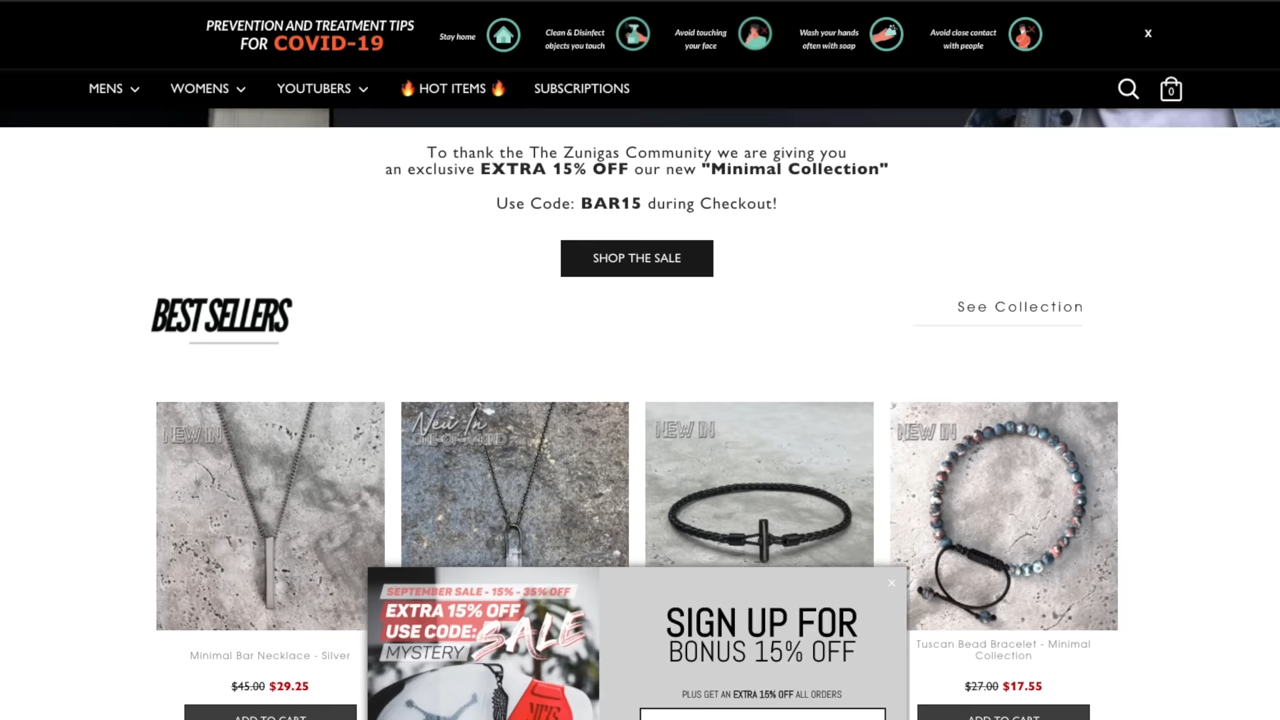 PREVENTION AND TREATMENT TIPS
FOR COVID-19
Stay home
Clean & Disinfect
objects you touch
Avoid touching
your face
Wash your hands
often with soap
Avoid close contact
with people
X
MENS
WOMENS
YOUTUBERS
🔥 HOT ITEMS 🔥
SUBSCRIPTIONS
0
To thank the The Zunigas Community we are giving you
an exclusive EXTRA 15% OFF our new "Minimal Collection"
Use Code: BAR15 during Checkout!
SHOP THE SALE
BEST SELLERS
See Collection
NEW IN
New In
NEW IN
NEW IN
SEPTEMBER SALE - 15% - 35% OFF
EXTRA 15% OFF
USE CODE:
MYSTERY
SALE
×
SIGN UP FOR
BONUS 15% OFF
PLUS GET AN EXTRA 15% OFF ALL ORDERS
Minimal Bar Necklace - Silver
$45.00 $29.25
ADD TO CART
Tuscan Bead Bracelet - Minimal
Collection
$27.00 $17.55
ADD TO CART